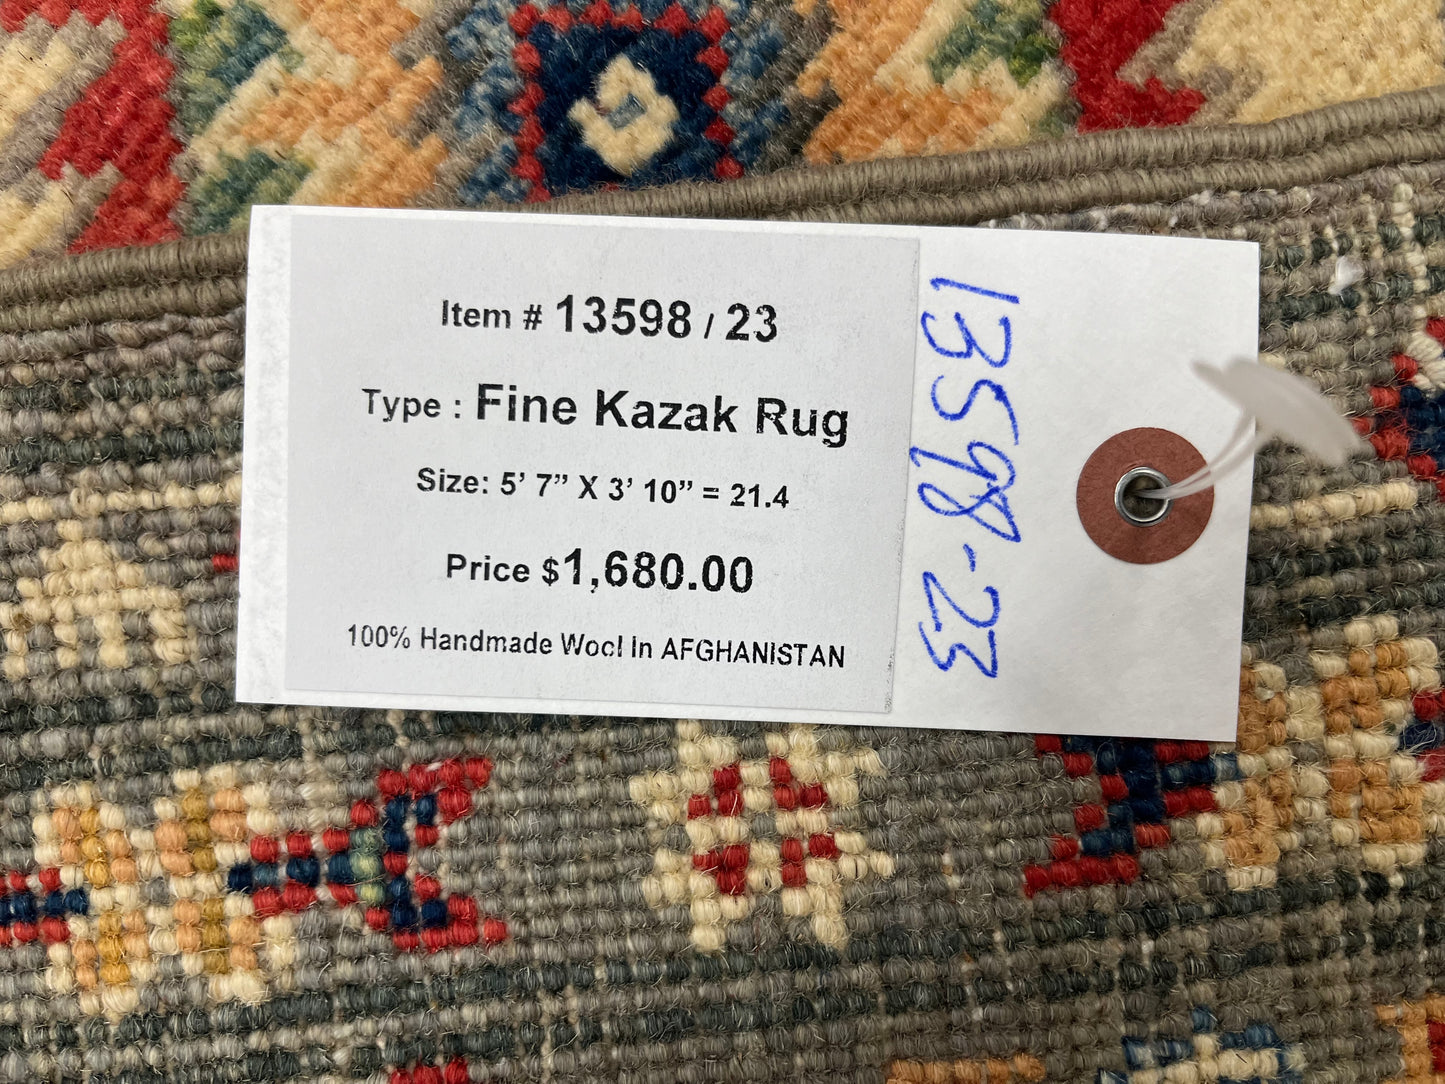 Item # 13598 / 23
Type : Fine Kazak Rug
Size: 5’ 7” X 3’ 10” = 21.4
Price $1,680.00
100% Handmade Wool In AFGHANISTAN
13598-23